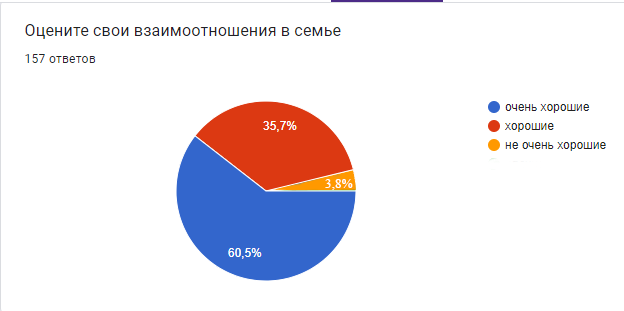 Оцените свои взаимоотношения в семье
157 ответов
очень хорошие
хорошие
не очень хорошие
35,7%
3,8%
60,5%